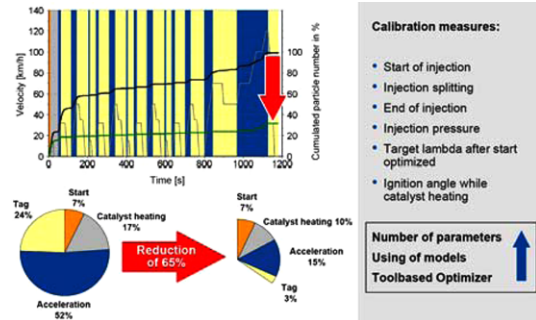 140
120
100
80
60
40
20
0
Velocity [km/h]
100
80
60
40
20
0
Cumulated particle number in %
0 200 400 600 800 1000 1200
Time [s]
Tag
24%
Start
7%
Catalyst heating
17%
Acceleration
52%
Reduction
of 65%
Start
7%
Catalyst heating 10%
Acceleration
15%
Tag
3%
Calibration measures:
• Start of injection
• Injection splitting
• End of injection
• Injection pressure
• Target lambda after start
optimized
• Ignition angle while
catalyst heating
Number of parameters
Using of models
Toolbased Optimizer